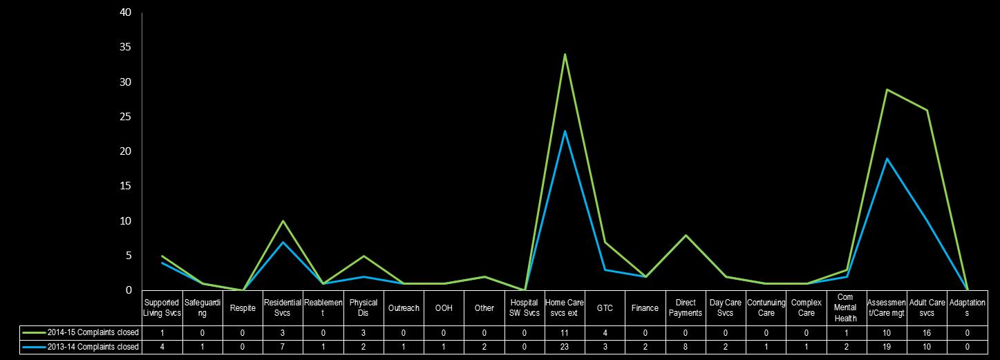 40
35
30
25
20
15
10
5
0
Supported Living Svcs
Safeguardi ng
Respite
Residential Svcs
Reablemen t
Physical Dis
Outreach
OOH
Other
Hospital SW Svcs
Home Care svcs ext
GTC
Finance
Direct Payments
Day Care Svcs
Contunuing Care
Complex Care
Com Mental Health
Assessmen t/Care mgt
Adult Care svcs
Adaptation s
2014-15 Complaints closed 1 0 0 3 0 3 0 0 0 0 11 4 0 0 0 0 0 1 10 16 0
2013-14 Complaints closed 4 1 0 7 1 2 1 1 2 0 23 3 2 8 2 1 1 2 19 10 0